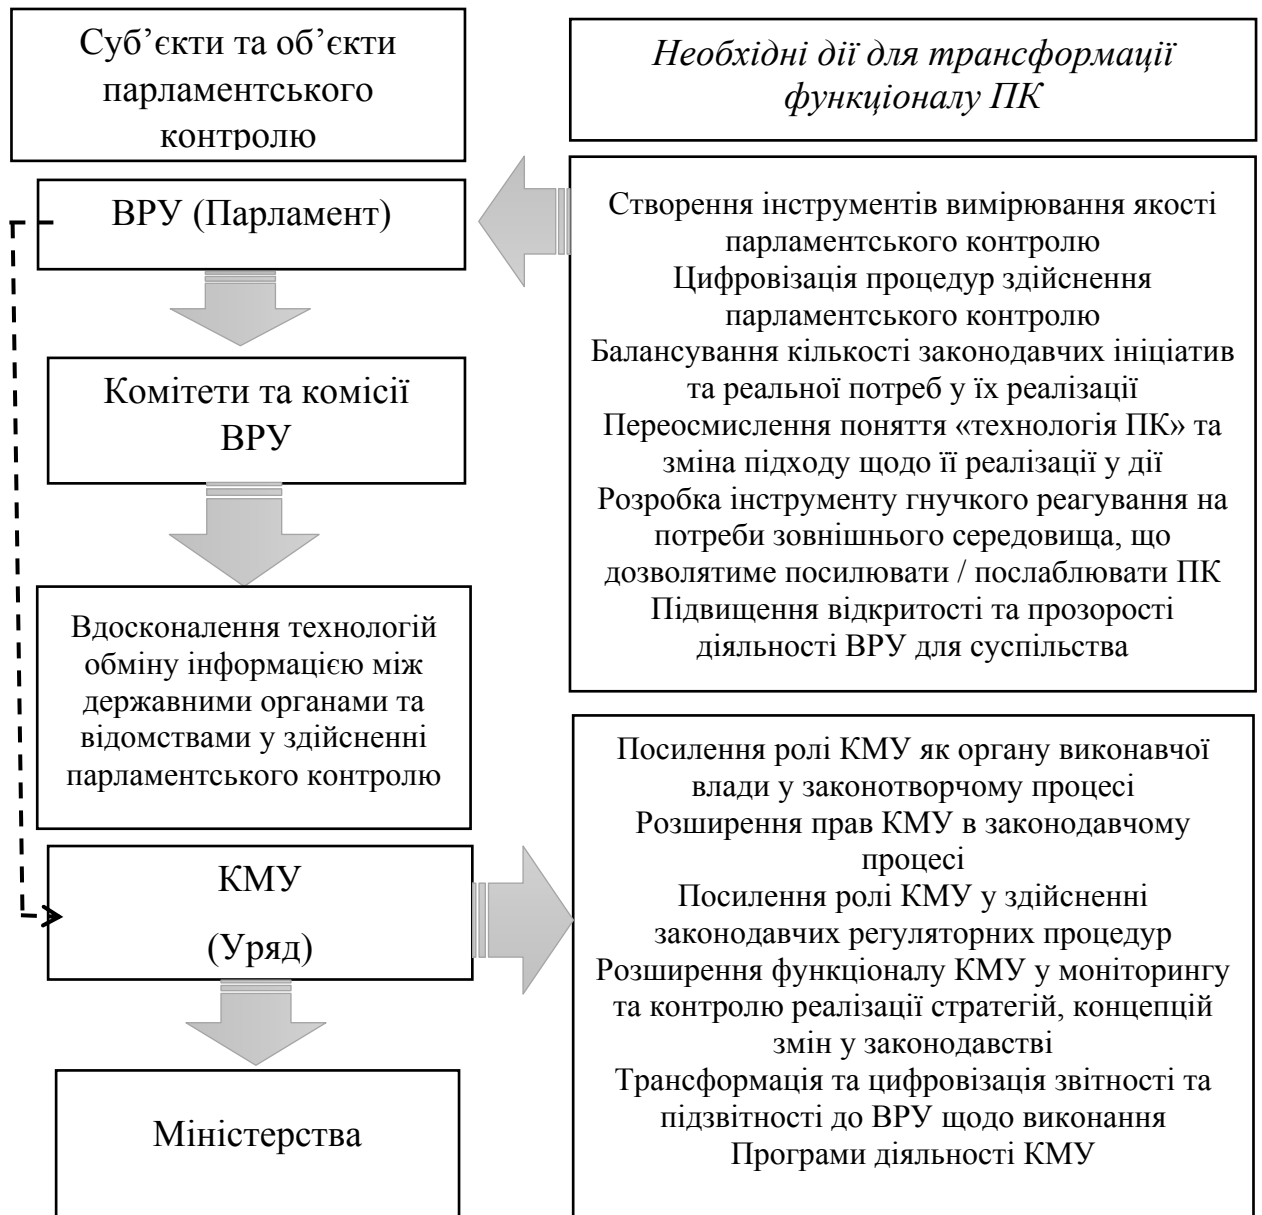 Суб’єкти та об’єкти
парламентського
контролю
Необхідні дії для трансформації
функціоналу ПК
ВРУ (Парламент)
Створення інструментів вимірювання якості
парламентського контролю
Цифровізація процедур здійснення
парламентського контролю
Балансування кількості законодавчих ініціатив
та реальної потреб у їх реалізації
Переосмислення поняття «технологія ПК» та
зміна підходу щодо її реалізації у дії
Розробка інструменту гнучкого реагування на
потреби зовнішнього середовища, що
дозволятиме посилювати / послаблювати ПК
Підвищення відкритості та прозорості
діяльності ВРУ для суспільства
Комітети та комісії
ВРУ
Вдосконалення технологій
обміну інформацією між
державними органами та
відомствами у здійсненні
парламентського контролю
КМУ
(Уряд)
Посилення ролі КМУ як органу виконавчої
влади у законотворчому процесі
Розширення прав КМУ в законодавчому
процесі
Посилення ролі КМУ у здійсненні
законодавчих регуляторних процедур
Розширення функціоналу КМУ у моніторингу
та контролю реалізації стратегій, концепцій
змін у законодавстві
Трансформація та цифровізація звітності та
підзвітності до ВРУ щодо виконання
Програми діяльності КМУ
Міністерства